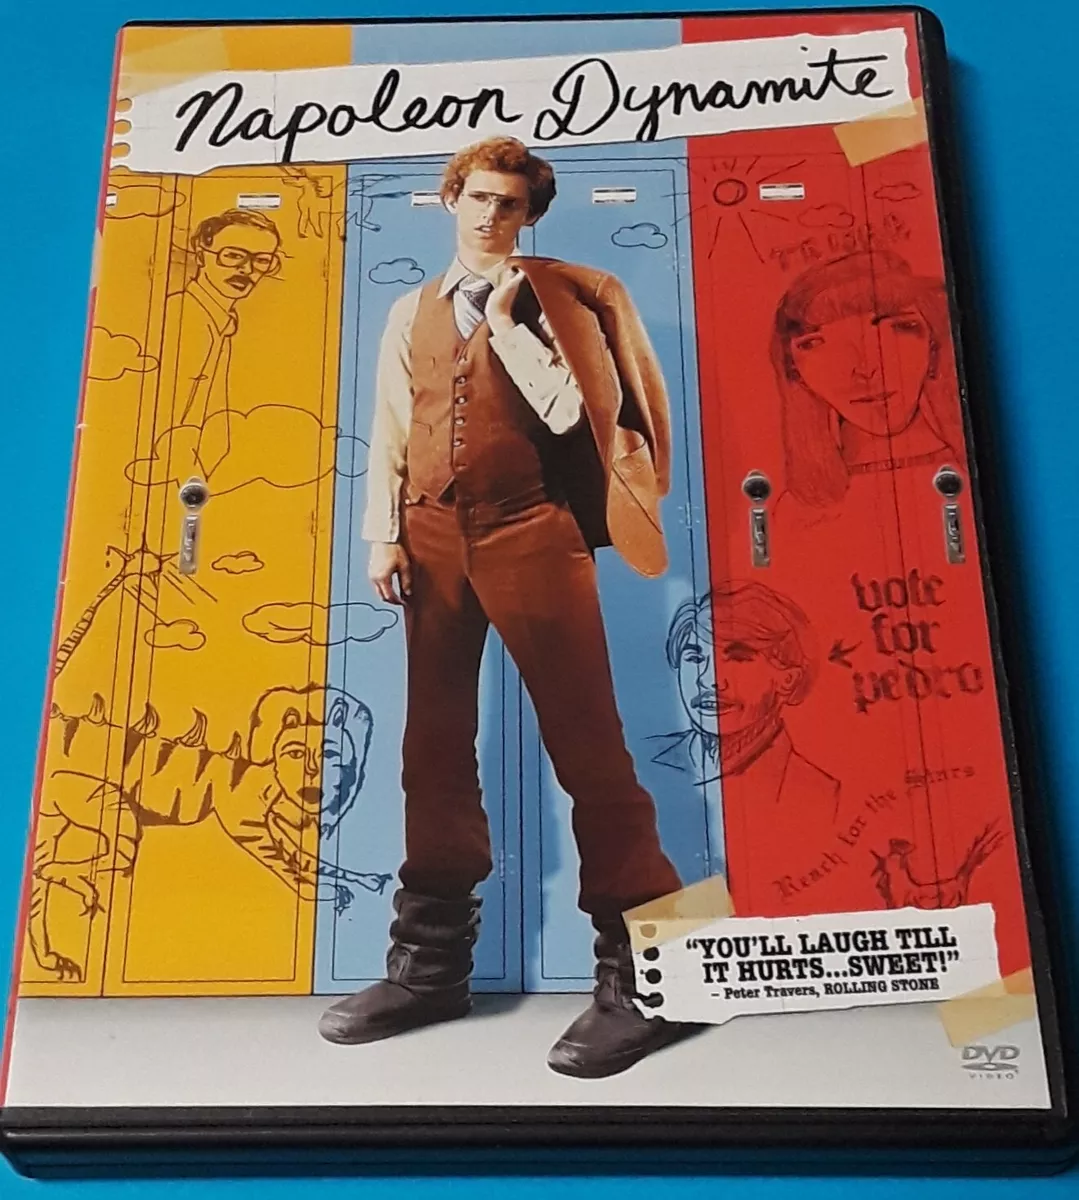 Napoleon Dynamite
vote
for
pedro
Reach for the Stars
"YOU'LL LAUGH TILL
IT HURTS...SWEET!"
– Peter Travers, ROLLING STONE
DVD
VIDEO